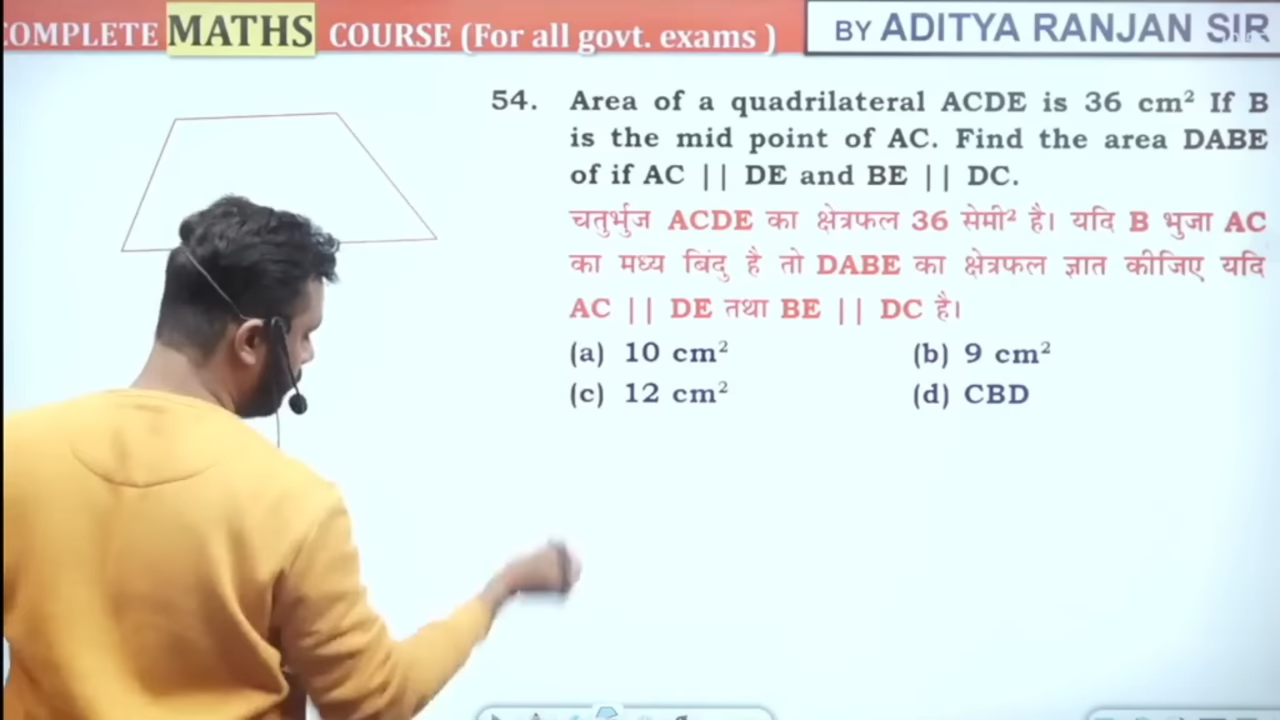 COMPLETE MATHS COURSE (For all govt. exams )
BY ADITYA RANJAN SIR
54. Area of a quadrilateral ACDE is 36 cm² If B
is the mid point of AC. Find the area DABE
of if AC || DE and BE || DC.
चतुर्भुज ACDE का क्षेत्रफल 36 सेमी² है। यदि B भुजा AC
का मध्य बिंदु है तो DABE का क्षेत्रफल ज्ञात कीजिए यदि
AC || DE तथा BE || DC है।
(a) 10 cm² (b) 9 cm²
(c) 12 cm² (d) CBD